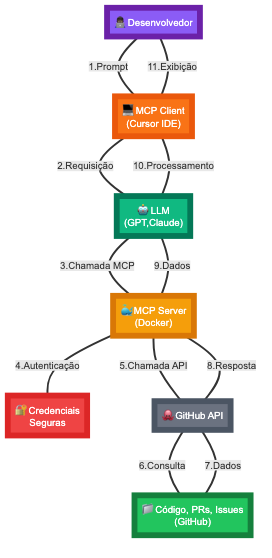 Desenvolvedor
1.Prompt
11.Exibição
MCP Client
(Cursor IDE)
2.Requisição
10.Processamento
LLM
(GPT,Claude)
3.Chamada MCP
9.Dados
MCP Server
(Docker)
4.Autenticação
5.Chamada API
8.Resposta
Credenciais
Seguras
GitHub API
6.Consulta
7.Dados
Código, PRs, Issues
(GitHub)